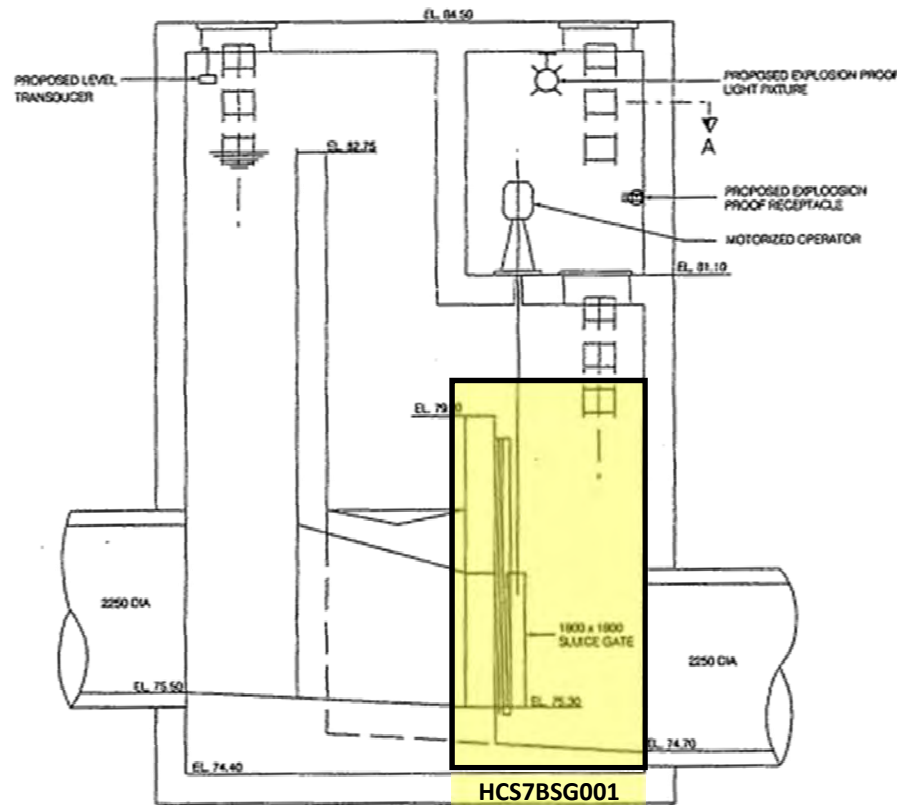 EL. 84.50
PROPOSED LEVEL
TRANSDUCER
PROPOSED EXPLOSION PROOF
LIGHT FIXTURE
A
EL. 82.75
PROPOSED EXPLOOSION
PROOF RECEPTACLE
MOTORIZED OPERATOR
EL. 81.10
EL.
2250 DIA
1800 x 1800
SLUICE GATE
2250 DIA
EL. 75.50
EL. 75.30
EL. 74.70
EL. 74.40
HCS7BSG001